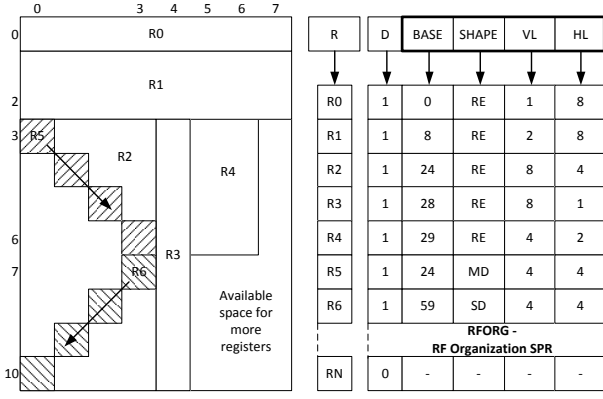 0 3 4 5 6 7
0 R0
R1
2
3 R5
R2
R4
6
R3
7 R6
Available
space for
more
registers
10
R D BASE SHAPE VL HL
R0 1 0 RE 1 8
R1 1 8 RE 2 8
R2 1 24 RE 8 4
R3 1 28 RE 8 1
R4 1 29 RE 4 2
R5 1 24 MD 4 4
R6 1 59 SD 4 4
RFORG -
RF Organization SPR
RN 0 - - - -